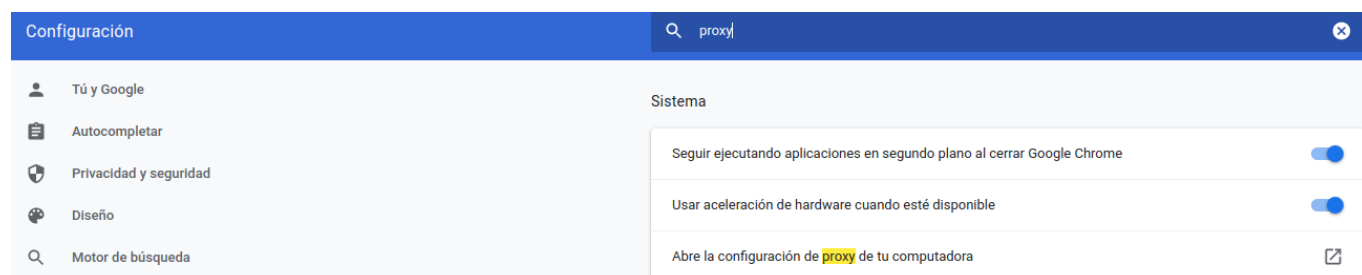 Configuración
proxy
Tú y Google
Autocompletar
Privacidad y seguridad
Diseño
Motor de búsqueda
Sistema
Seguir ejecutando aplicaciones en segundo plano al cerrar Google Chrome
Usar aceleración de hardware cuando esté disponible
Abre la configuración de proxy de tu computadora